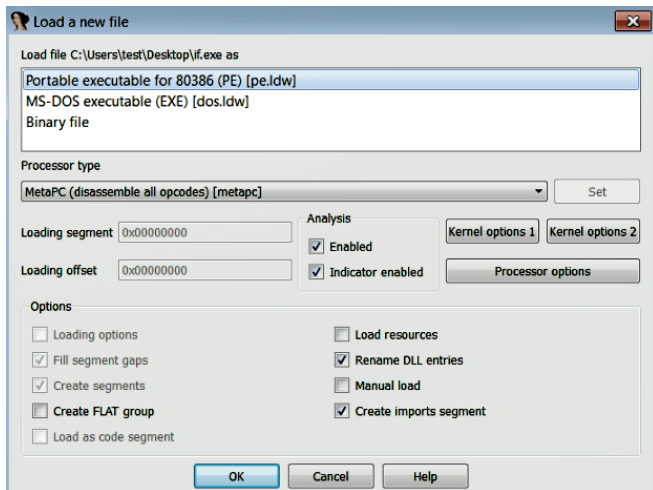 Load a new file
Load file C:\Users\test\Desktop\if.exe as
Portable executable for 80386 (PE) [pe.ldw]
MS-DOS executable (EXE) [dos.ldw]
Binary file
Processor type
MetaPC (disassemble all opcodes) [metapc]
Set
Loading segment 0x00000000
Loading offset 0x00000000
Analysis
Enabled
Indicator enabled
Kernel options 1 Kernel options 2
Processor options
Options
Loading options
Fill segment gaps
Create segments
Create FLAT group
Load as code segment
Load resources
Rename DLL entries
Manual load
Create imports segment
OK Cancel Help